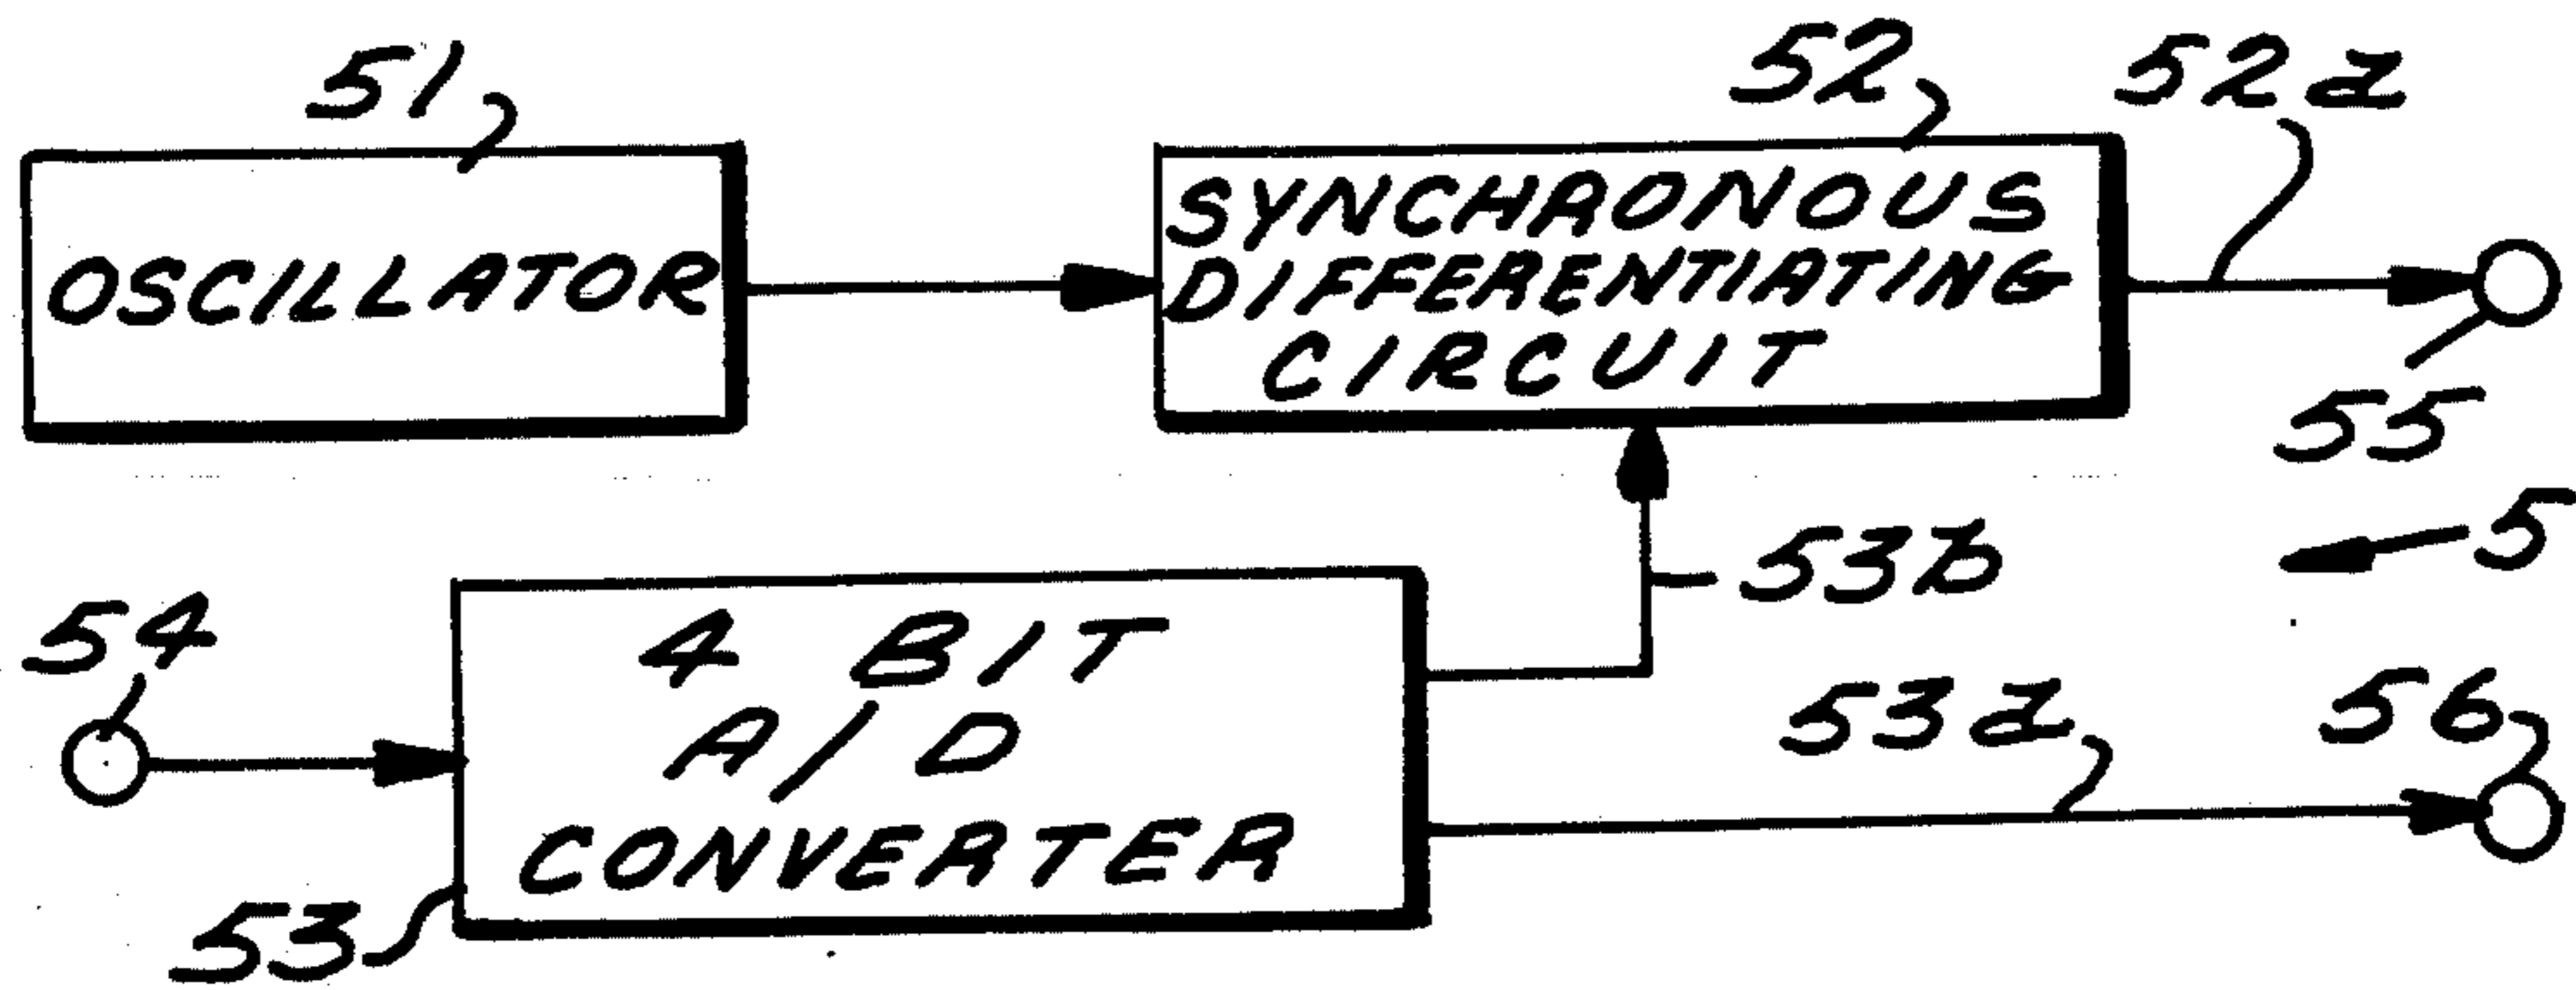 51
52
52a
OSCILLATOR
SYNCHRONOUS
DIFFERENTIATING
CIRCUIT
55
5
53b
54
4 BIT
A/D
CONVERTER
53a
56
53